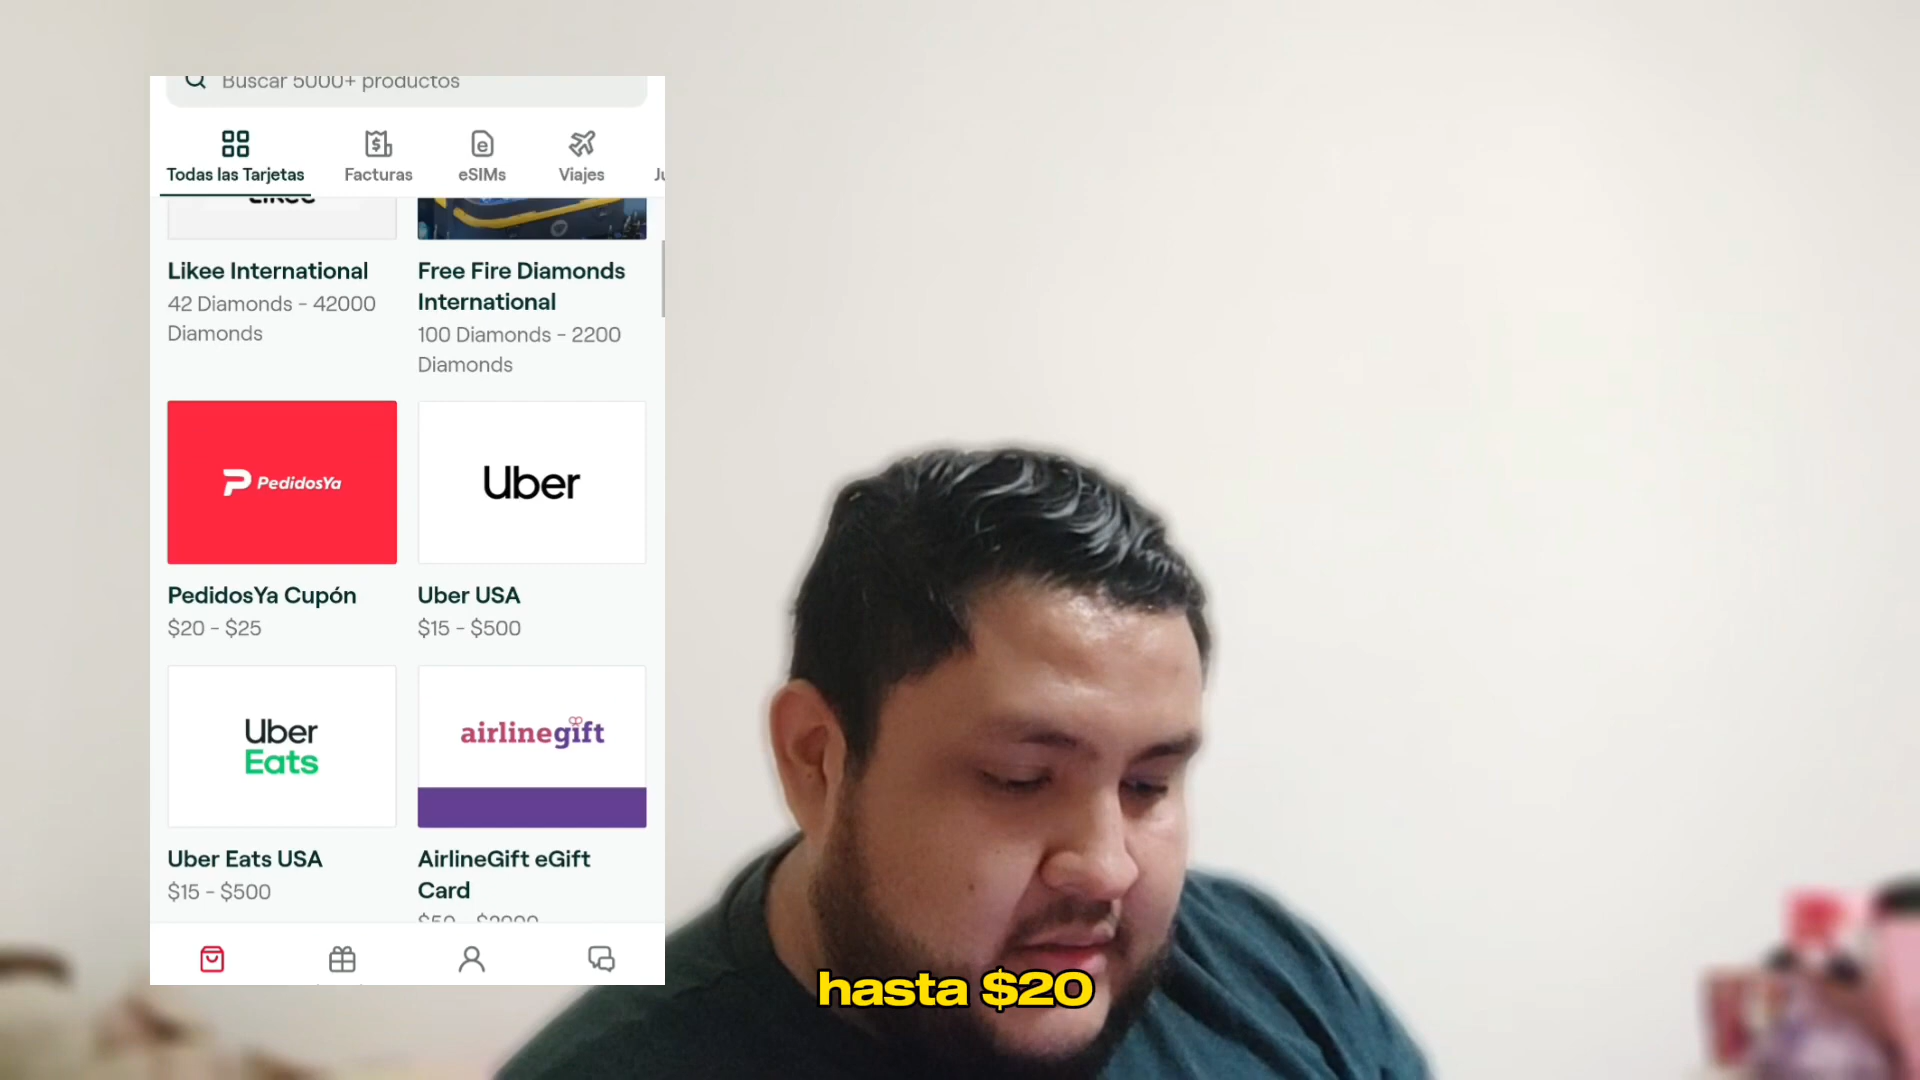 Buscar 5000+ productos
Todas las Tarjetas
Facturas
eSIMs
Viajes
Likee International
42 Diamonds - 42000
Diamonds
Free Fire Diamonds
International
100 Diamonds - 2200
Diamonds
PedidosYa
Uber
PedidosYa Cupón
$20 - $25
Uber USA
$15 - $500
Uber
Eats
airlinegift
Uber Eats USA
$15 - $500
AirlineGift eGift
Card
hasta $20